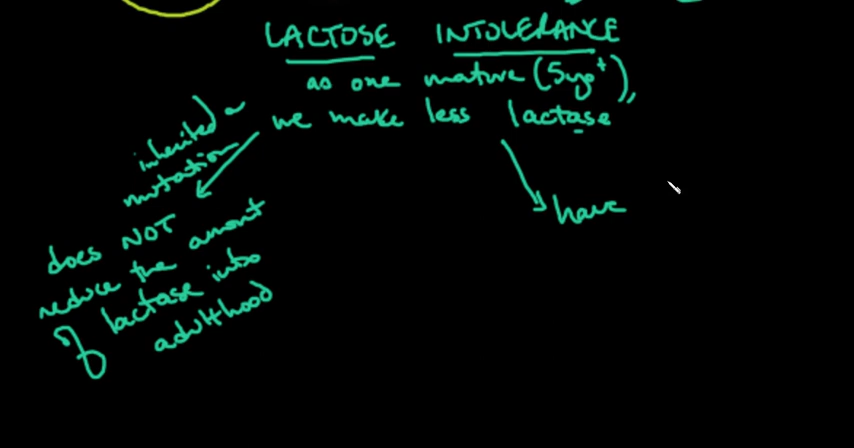 LACTOSE INTOLERANCE
as one mature (5yo+),
we make less lactase
inherited a
mutation
does NOT
reduce the amount
of lactase into
adulthood
have